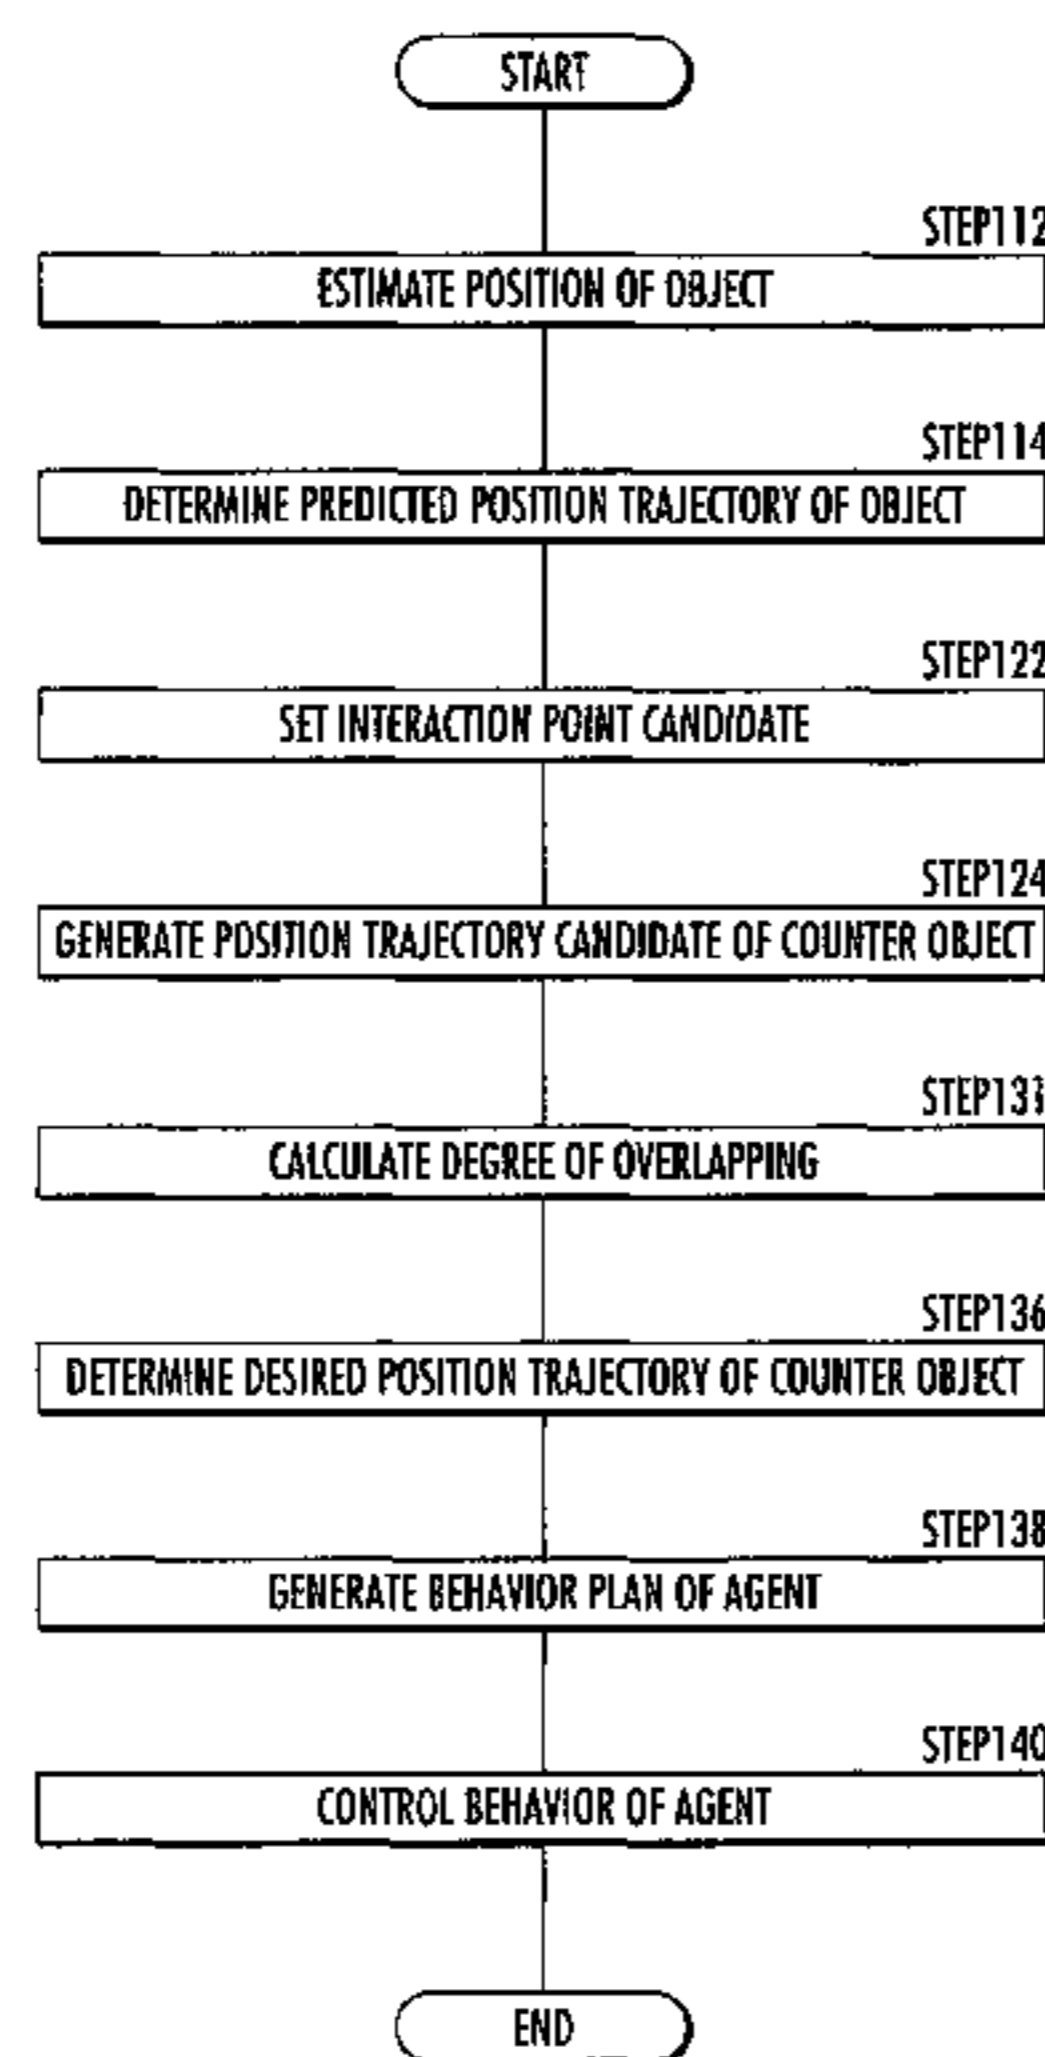 START
STEP112
ESTIMATE POSITION OF OBJECT
STEP114
DETERMINE PREDICTED POSITION TRAJECTORY OF OBJECT
STEP122
SET INTERACTION POINT CANDIDATE
STEP124
GENERATE POSITION TRAJECTORY CANDIDATE OF COUNTER OBJECT
STEP133
CALCULATE DEGREE OF OVERLAPPING
STEP136
DETERMINE DESIRED POSITION TRAJECTORY OF COUNTER OBJECT
STEP138
GENERATE BEHAVIOR PLAN OF AGENT
STEP140
CONTROL BEHAVIOR OF AGENT
END